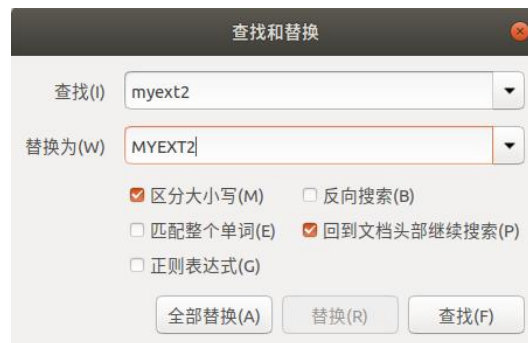 查找和替换
查找(I) myext2
替换为(W) MYEXT2
区分大小写(M) 反向搜索(B)
匹配整个单词(E) 回到文档头部继续搜索(P)
正则表达式(G)
全部替换(A) 替换(R) 查找(F)